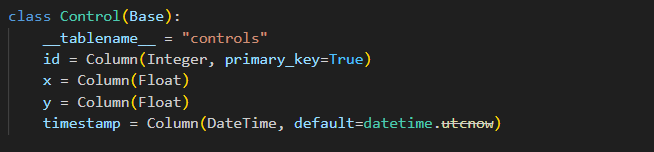 class Control(Base):
    __tablename__ = "controls"
    id = Column(Integer, primary_key=True)
    x = Column(Float)
    y = Column(Float)
    timestamp = Column(DateTime, default=datetime.utcnow)